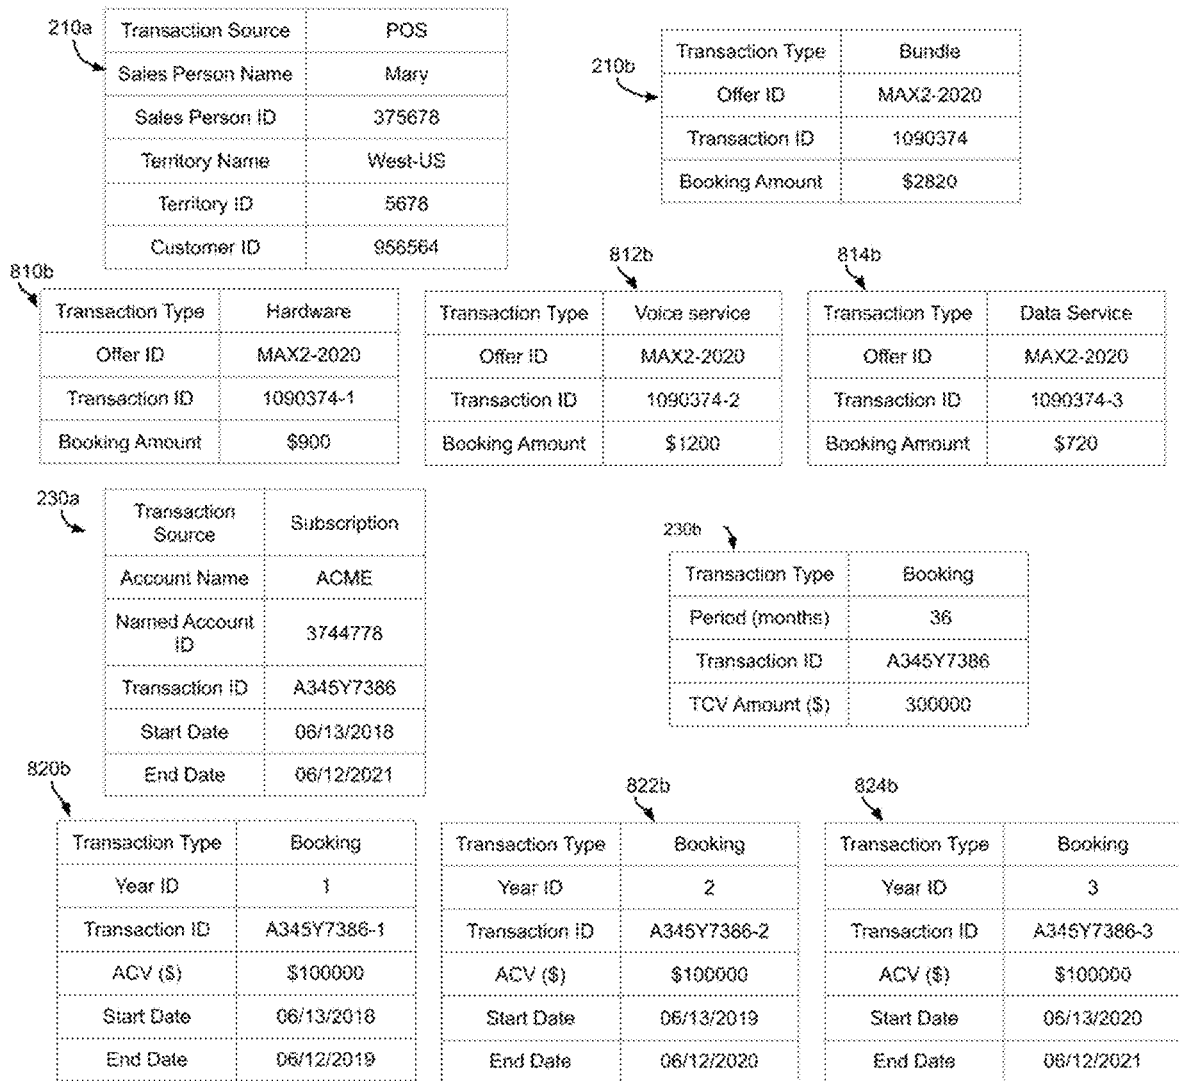 210a
Transaction Source POS
Sales Person Name Mary
Sales Person ID 375678
Territory Name West-US
Territory ID 5678
Customer ID 956564
210b
Transaction Type Bundle
Offer ID MAX2-2020
Transaction ID 1090374
Booking Amount $2820
810b
Transaction Type Hardware
Offer ID MAX2-2020
Transaction ID 1090374-1
Booking Amount $900
812b
Transaction Type Voice service
Offer ID MAX2-2020
Transaction ID 1090374-2
Booking Amount $1200
814b
Transaction Type Data Service
Offer ID MAX2-2020
Transaction ID 1090374-3
Booking Amount $720
230a
Transaction
Source Subscription
Account Name ACME
Named Account
ID 3744778
Transaction ID A345Y7386
Start Date 06/13/2018
End Date 06/12/2021
230b
Transaction Type Booking
Period (months) 36
Transaction ID A345Y7386
TCV Amount ($) 300000
820b
Transaction Type Booking
Year ID 1
Transaction ID A345Y7386-1
ACV ($) $100000
Start Date 06/13/2018
End Date 06/12/2019
822b
Transaction Type Booking
Year ID 2
Transaction ID A345Y7386-2
ACV ($) $100000
Start Date 06/13/2019
End Date 06/12/2020
824b
Transaction Type Booking
Year ID 3
Transaction ID A345Y7386-3
ACV ($) $100000
Start Date 06/13/2020
End Date 06/12/2021